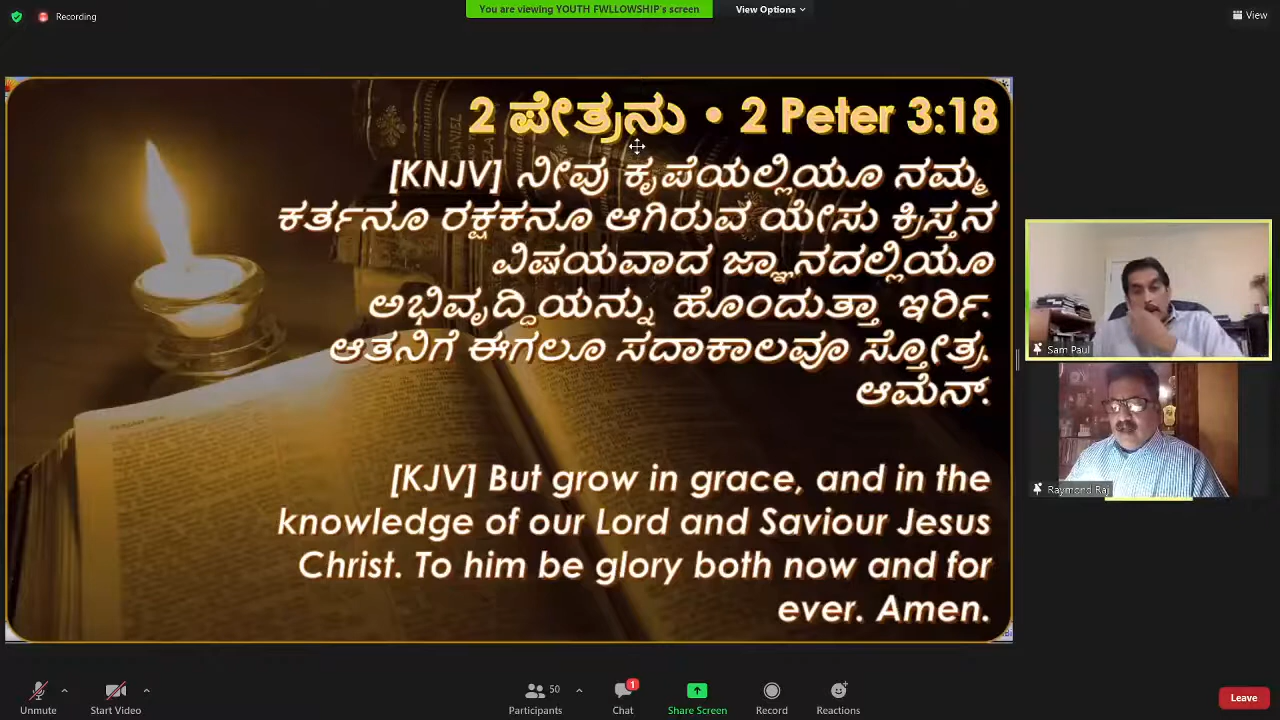 Recording
You are viewing YOUTH FWLLOWSHIP's screen
View Options
View
2 ಪೇತ್ರನು • 2 Peter 3:18
[KNJV] ನೀವು ಕೃಪೆಯಲ್ಲಿಯೂ ನಮ್ಮ
ಕರ್ತನೂ ರಕ್ಷಕನೂ ಆಗಿರುವ ಯೇಸು ಕ್ರಿಸ್ತನ
ವಿಷಯವಾದ ಜ್ಞಾನದಲ್ಲಿಯೂ
ಅಭಿವೃದ್ದಿಯನ್ನು ಹೊಂದುತ್ತಾ ಇರ್ರಿ.
ಆತನಿಗೆ ಈಗಲೂ ಸದಾಕಾಲವೂ ಸ್ತೋತ್ರ.
ಆಮೆನ್.
[KJV] But grow in grace, and in the
knowledge of our Lord and Saviour Jesus
Christ. To him be glory both now and for
ever. Amen.
Sam Paul
Raymond Raj
Unmute
Start Video
50
Participants
1
Chat
Share Screen
Record
Reactions
Leave